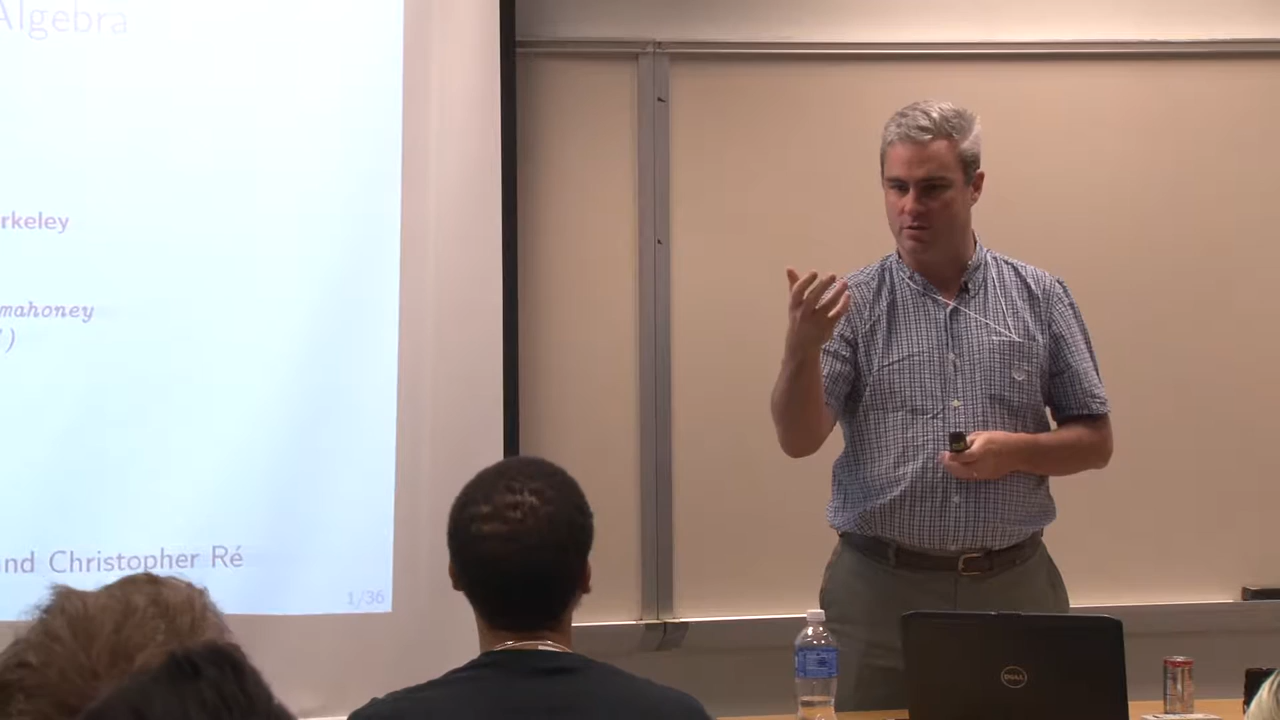 Algebra
rkeley
mahoney
')
nd Christopher Ré
1/36
DELL